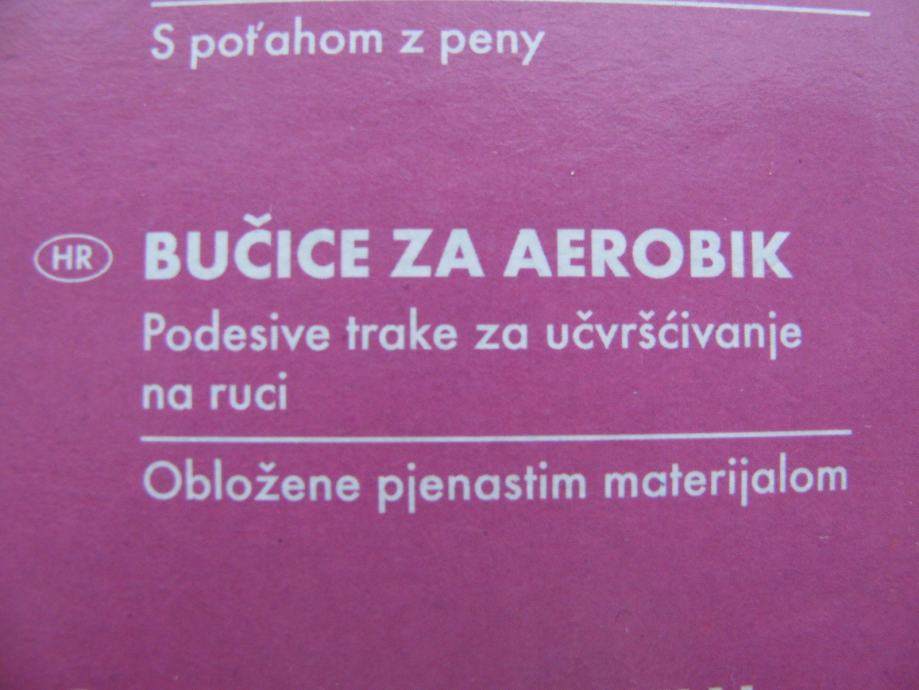 S poťahom z peny
HR BUČICE ZA AEROBIK
Podesive trake za učvršćivanje
na ruci
Obložene pjenastim materijalom